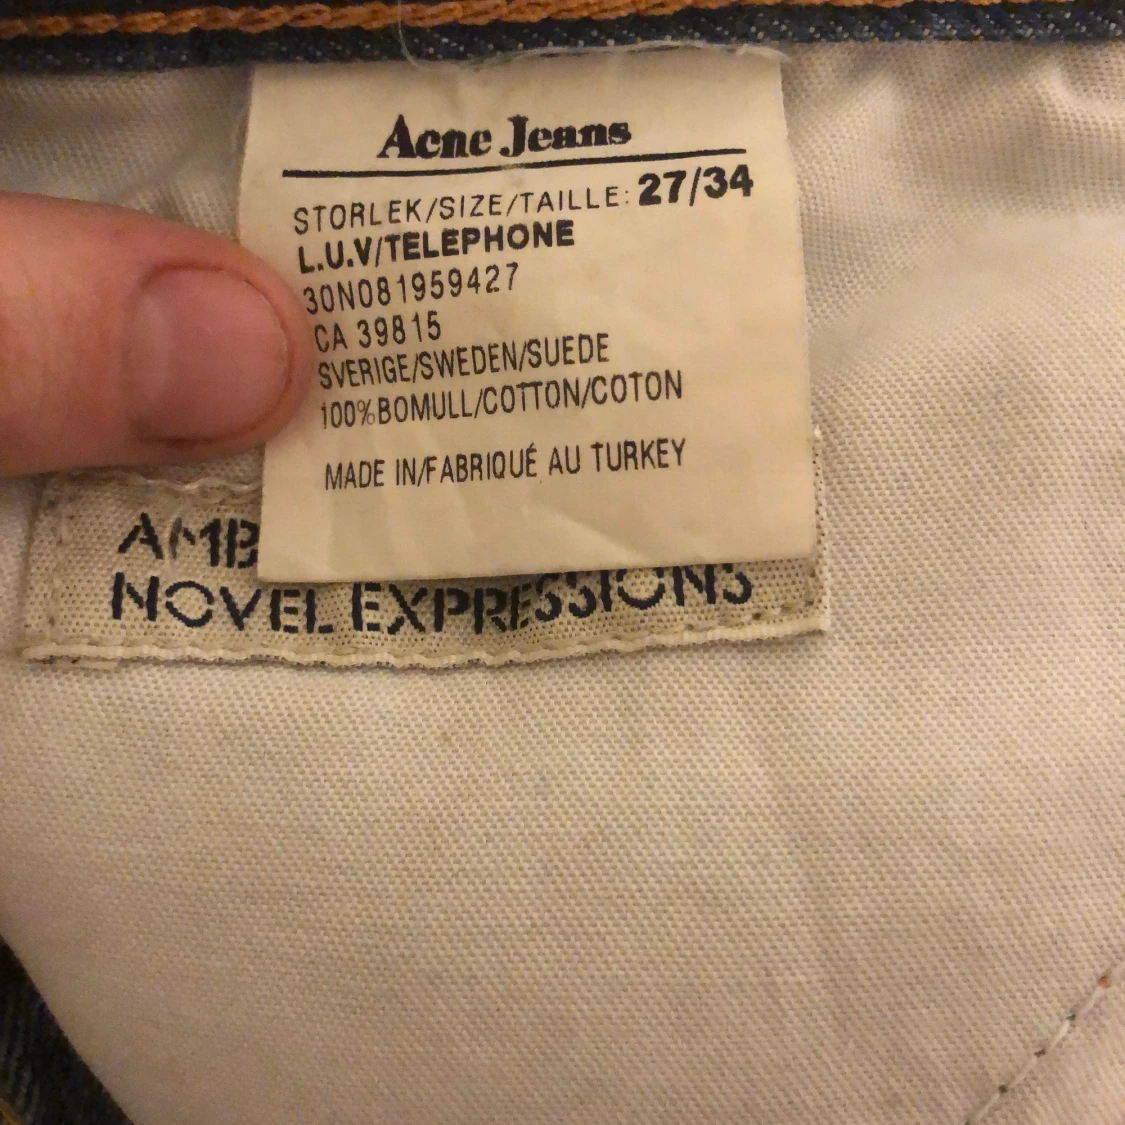 Acne Jeans
STORLEK/SIZE/TAILLE: 27/34
L.U.V/TELEPHONE
30N081959427
CA 39815
SVERIGE/SWEDEN/SUEDE
100%BOMULL/COTTON/COTON
MADE IN/FABRIQUÉ AU TURKEY
AMB
NOVEL EXPRESSIONS